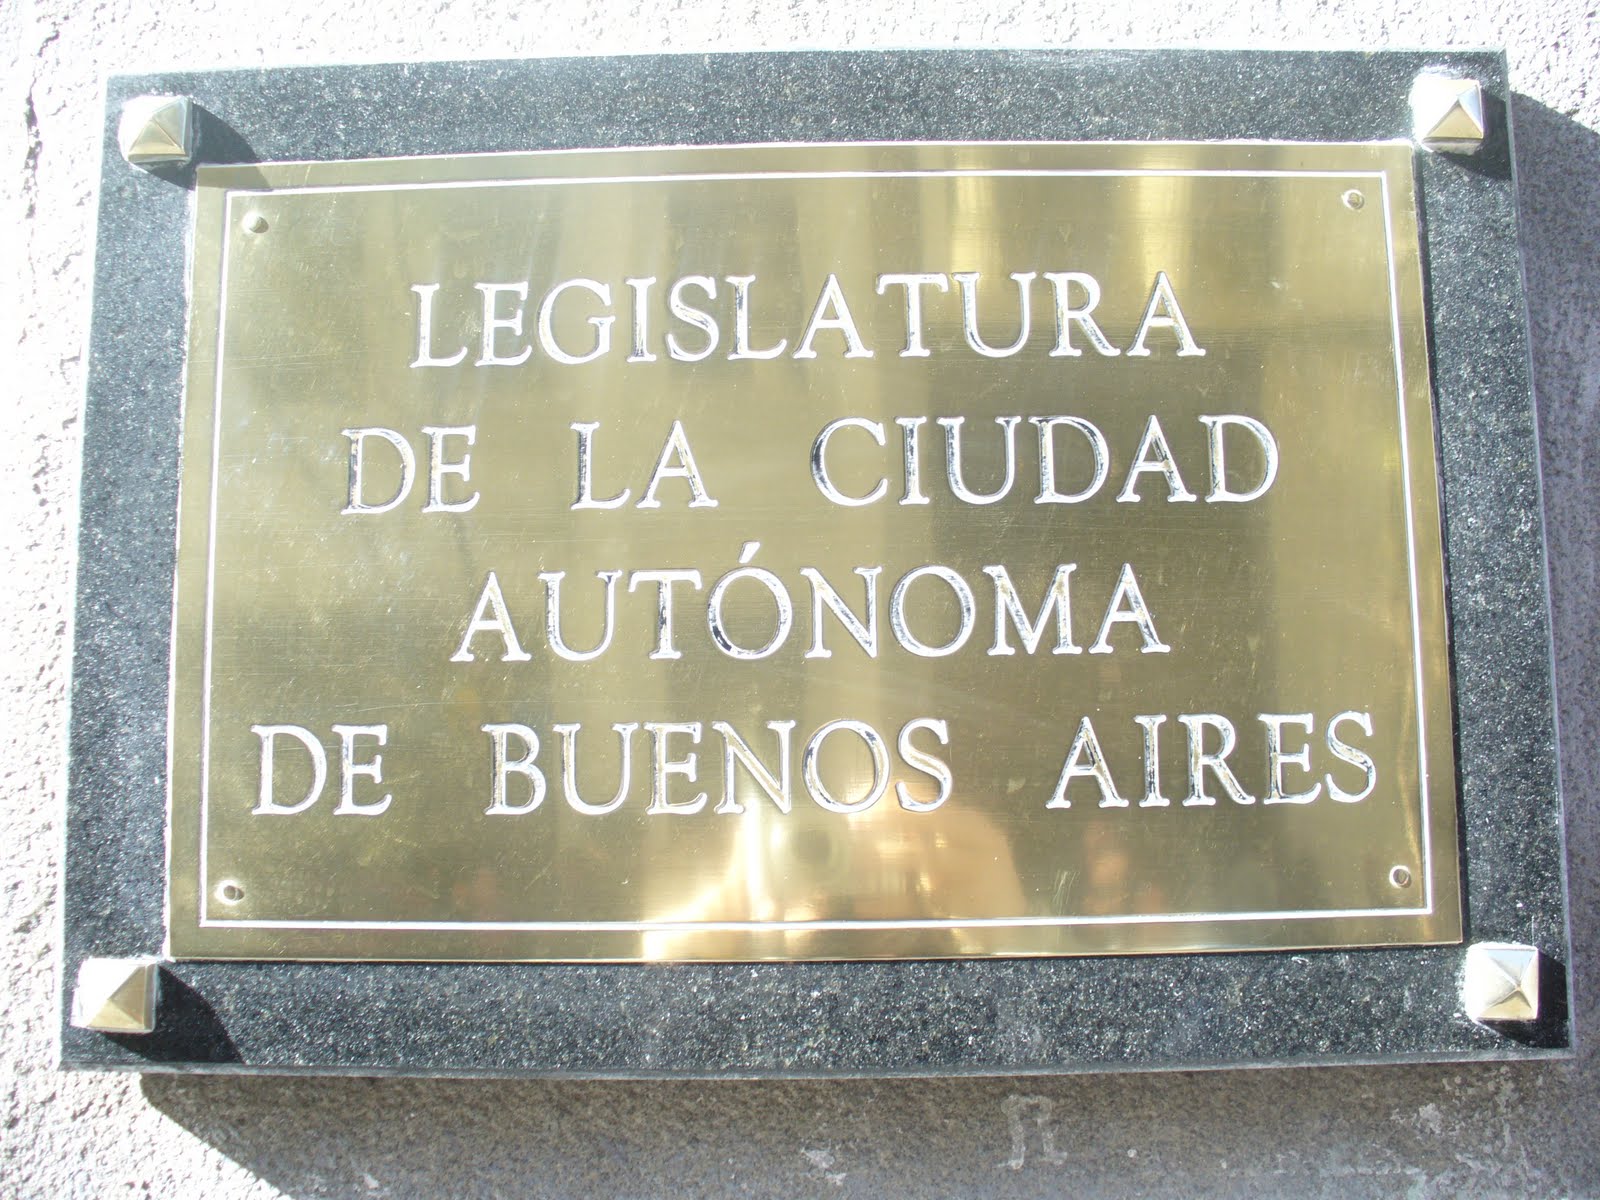 LEGISLATURA
DE LA CIUDAD
AUTÓNOMA
DE BUENOS AIRES